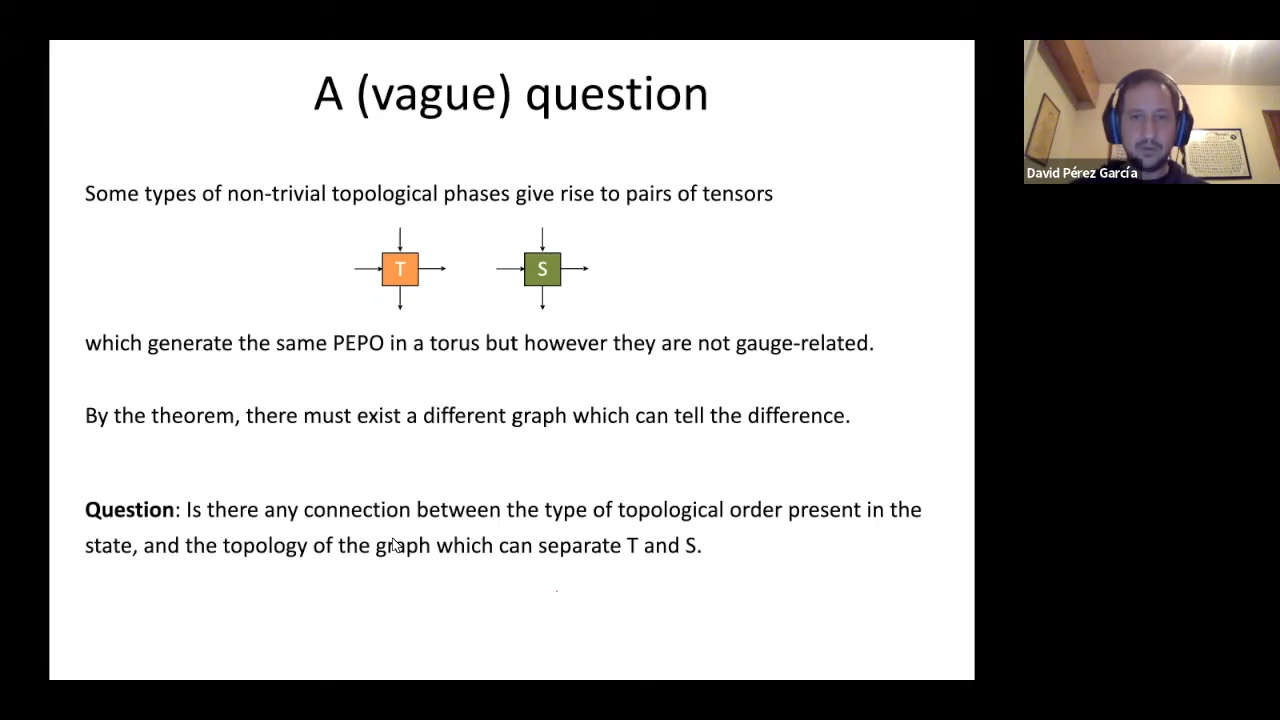 A (vague) question
Some types of non-trivial topological phases give rise to pairs of tensors
T
S
which generate the same PEPO in a torus but however they are not gauge-related.
By the theorem, there must exist a different graph which can tell the difference.
Question: Is there any connection between the type of topological order present in the
state, and the topology of the graph which can separate T and S.
David Pérez García